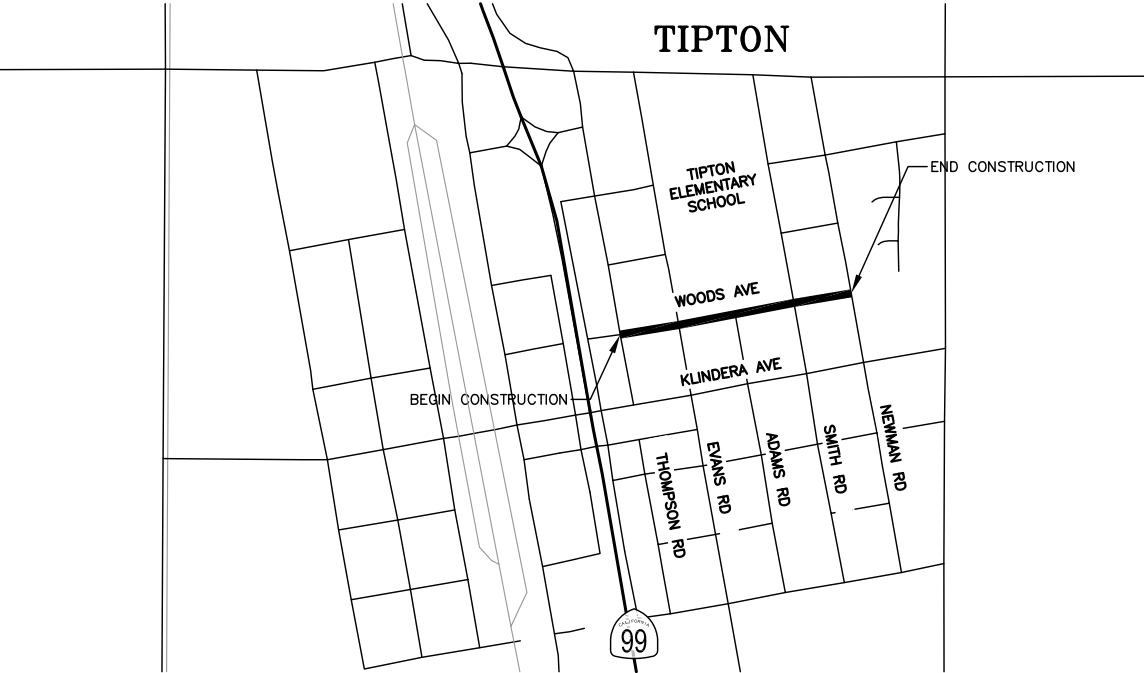 TIPTON
END CONSTRUCTION
TIPTON
ELEMENTARY
SCHOOL
WOODS AVE
KLINDERA AVE
BEGIN CONSTRUCTION
THOMPSON RD
EVANS RD
ADAMS RD
SMITH RD
NEWMAN RD
CALIFORNIA
99